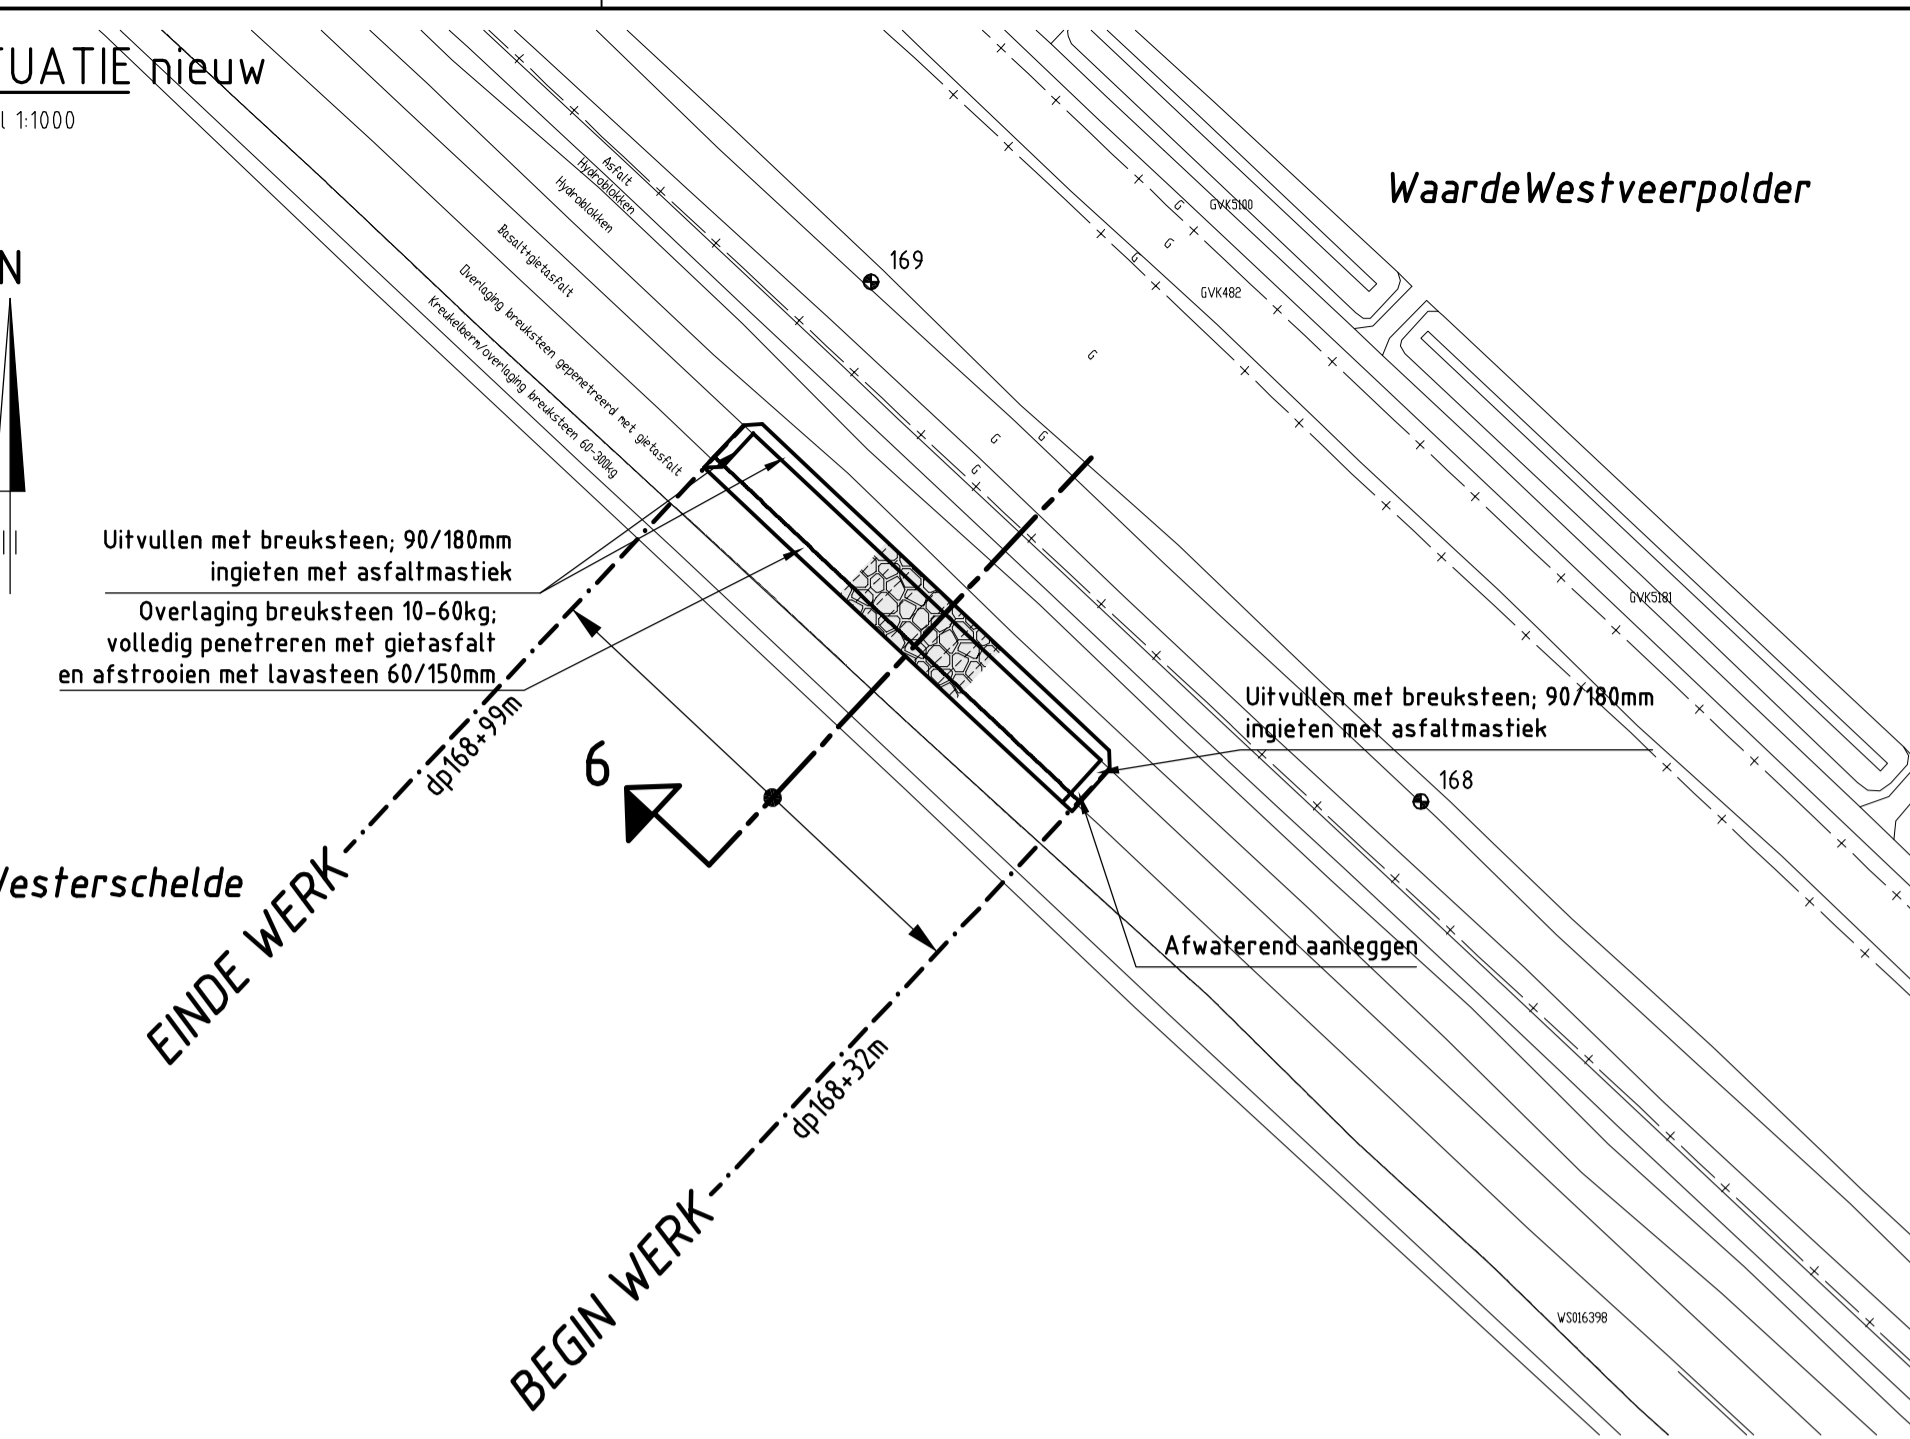 TUATIE nieuw
l 1:1000
N
WaardeWestveerpolder
Asfalt
Hydroblokken
Hydroblokken
Basalt+gietasfalt
Overlaging breuksteen gepenetreerd met gietasfalt
Kreukelberm/overlaging breuksteen 60-300kg
169
GVK5100
G
G
G
GVK482
G
G
G
G
Uitvullen met breuksteen; 90/180mm
ingieten met asfaltmastiek
Overlaging breuksteen 10-60kg;
volledig penetreren met gietasfalt
en afstrooien met lavasteen 60/150mm
GVK5181
Uitvullen met breuksteen; 90/180mm
ingieten met asfaltmastiek
dp168+99m
6
168
Westerschelde
EINDE WERK
Afwaterend aanleggen
dp168+32m
BEGIN WERK
WS016398